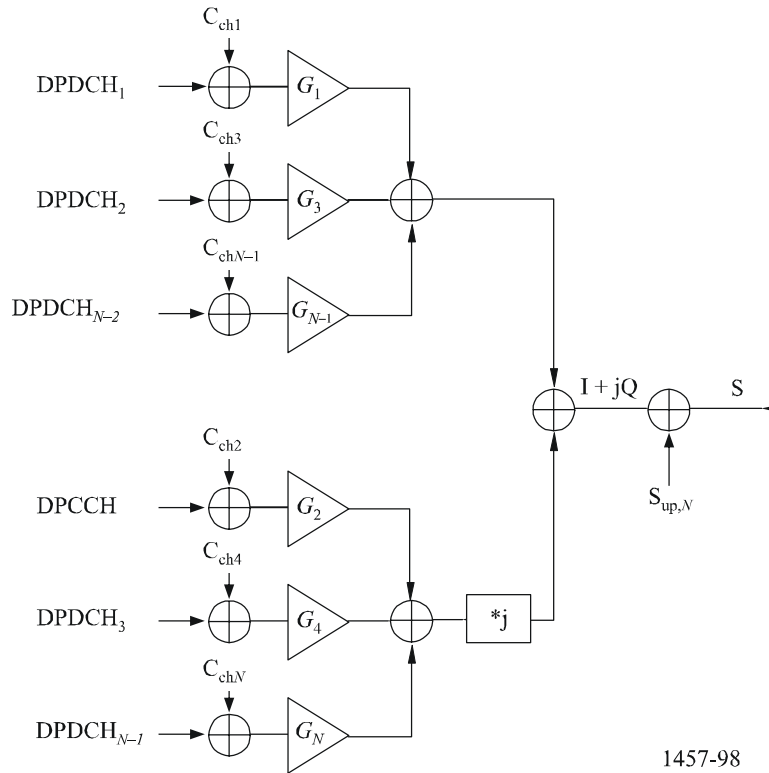 C_ch1
DPDCH_1
G_1
C_ch3
DPDCH_2
G_3
C_chN–1
DPDCH_N–2
G_N–1
I + jQ
S
S_up,N
C_ch2
DPCCH
G_2
C_ch4
DPDCH_3
G_4
*j
C_chN
DPDCH_N–1
G_N
1457-98